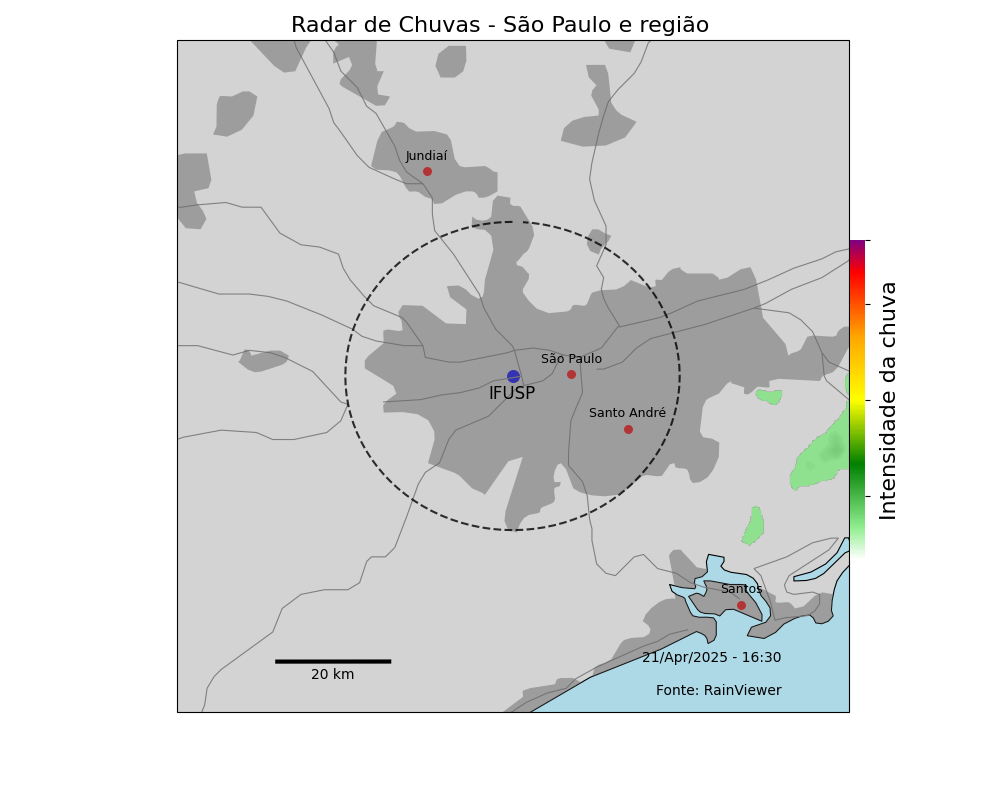 Radar de Chuvas - São Paulo e região
Jundiaí
São Paulo
IFUSP
Santo André
Intensidade da chuva
Santos
21/Apr/2025 - 16:30
20 km
Fonte: RainViewer